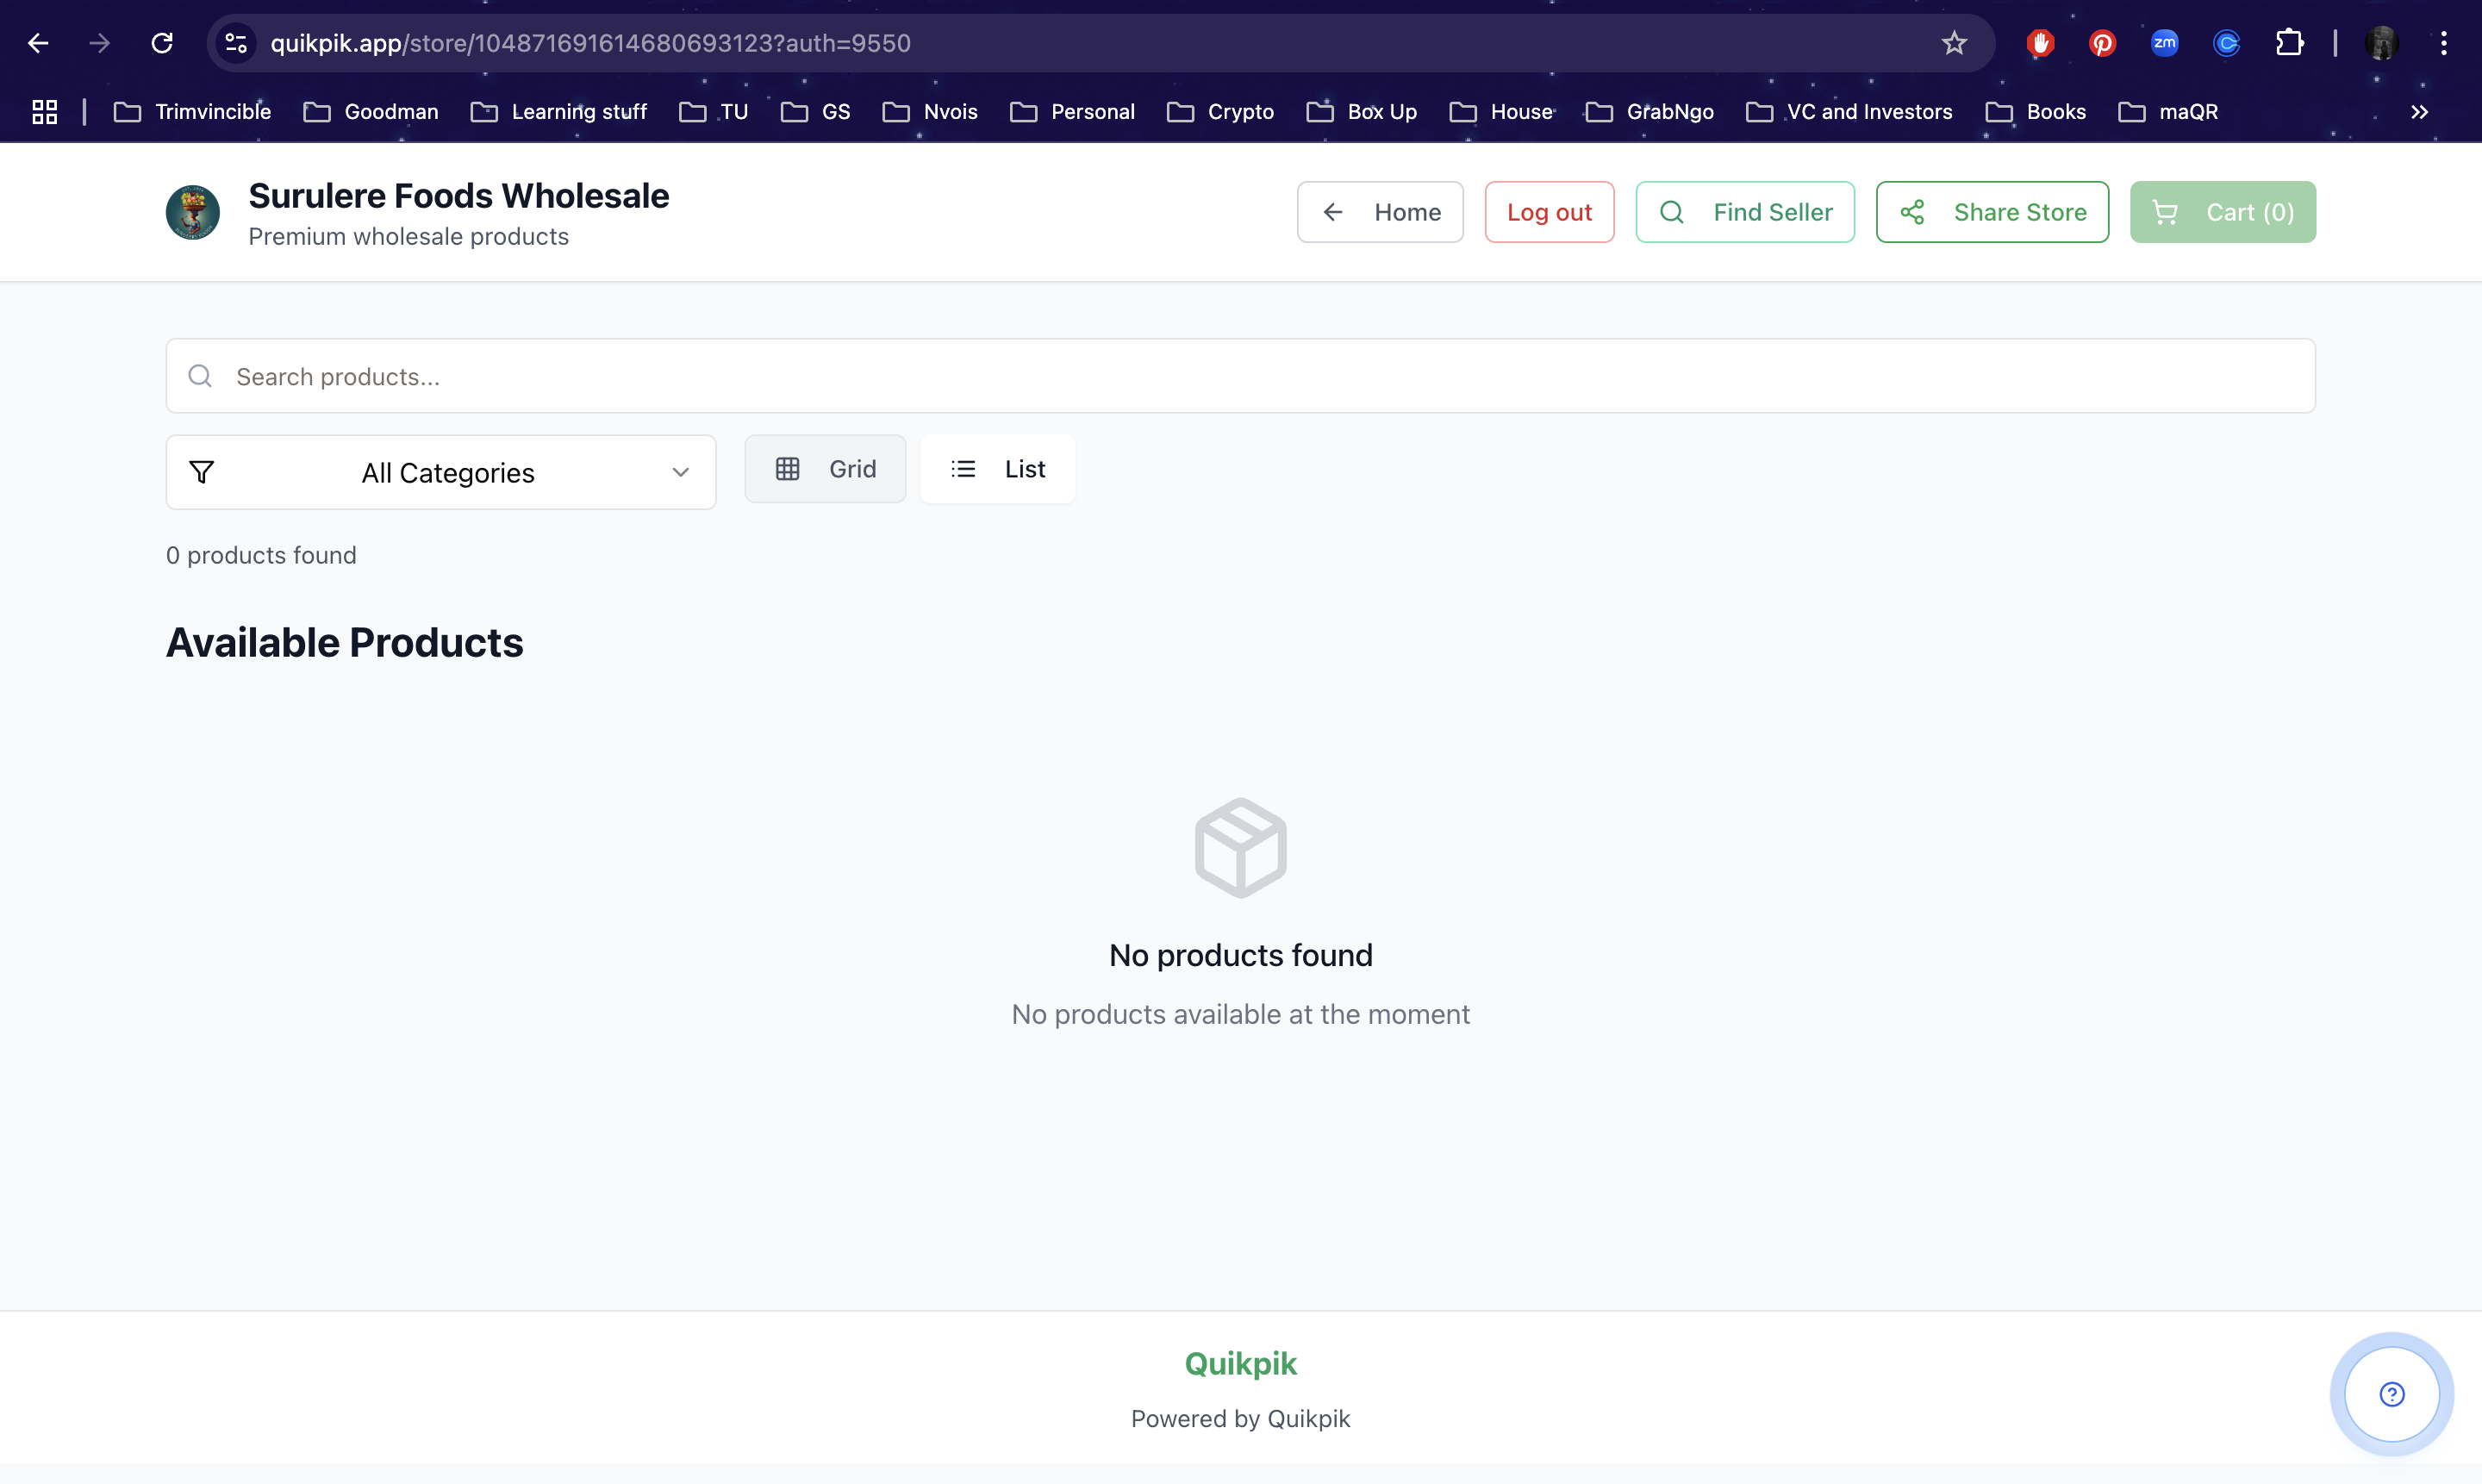 quikpik.app/store/104871691614680693123?auth=9550
zm
Trimvincible Goodman Learning stuff TU GS Nvois Personal Crypto Box Up House GrabNgo VC and Investors Books maQR
Surulere Foods Wholesale
Premium wholesale products
Home
Log out
Find Seller
Share Store
Cart (0)
Search products...
All Categories
Grid
List
0 products found
Available Products
No products found
No products available at the moment
Quikpik
Powered by Quikpik